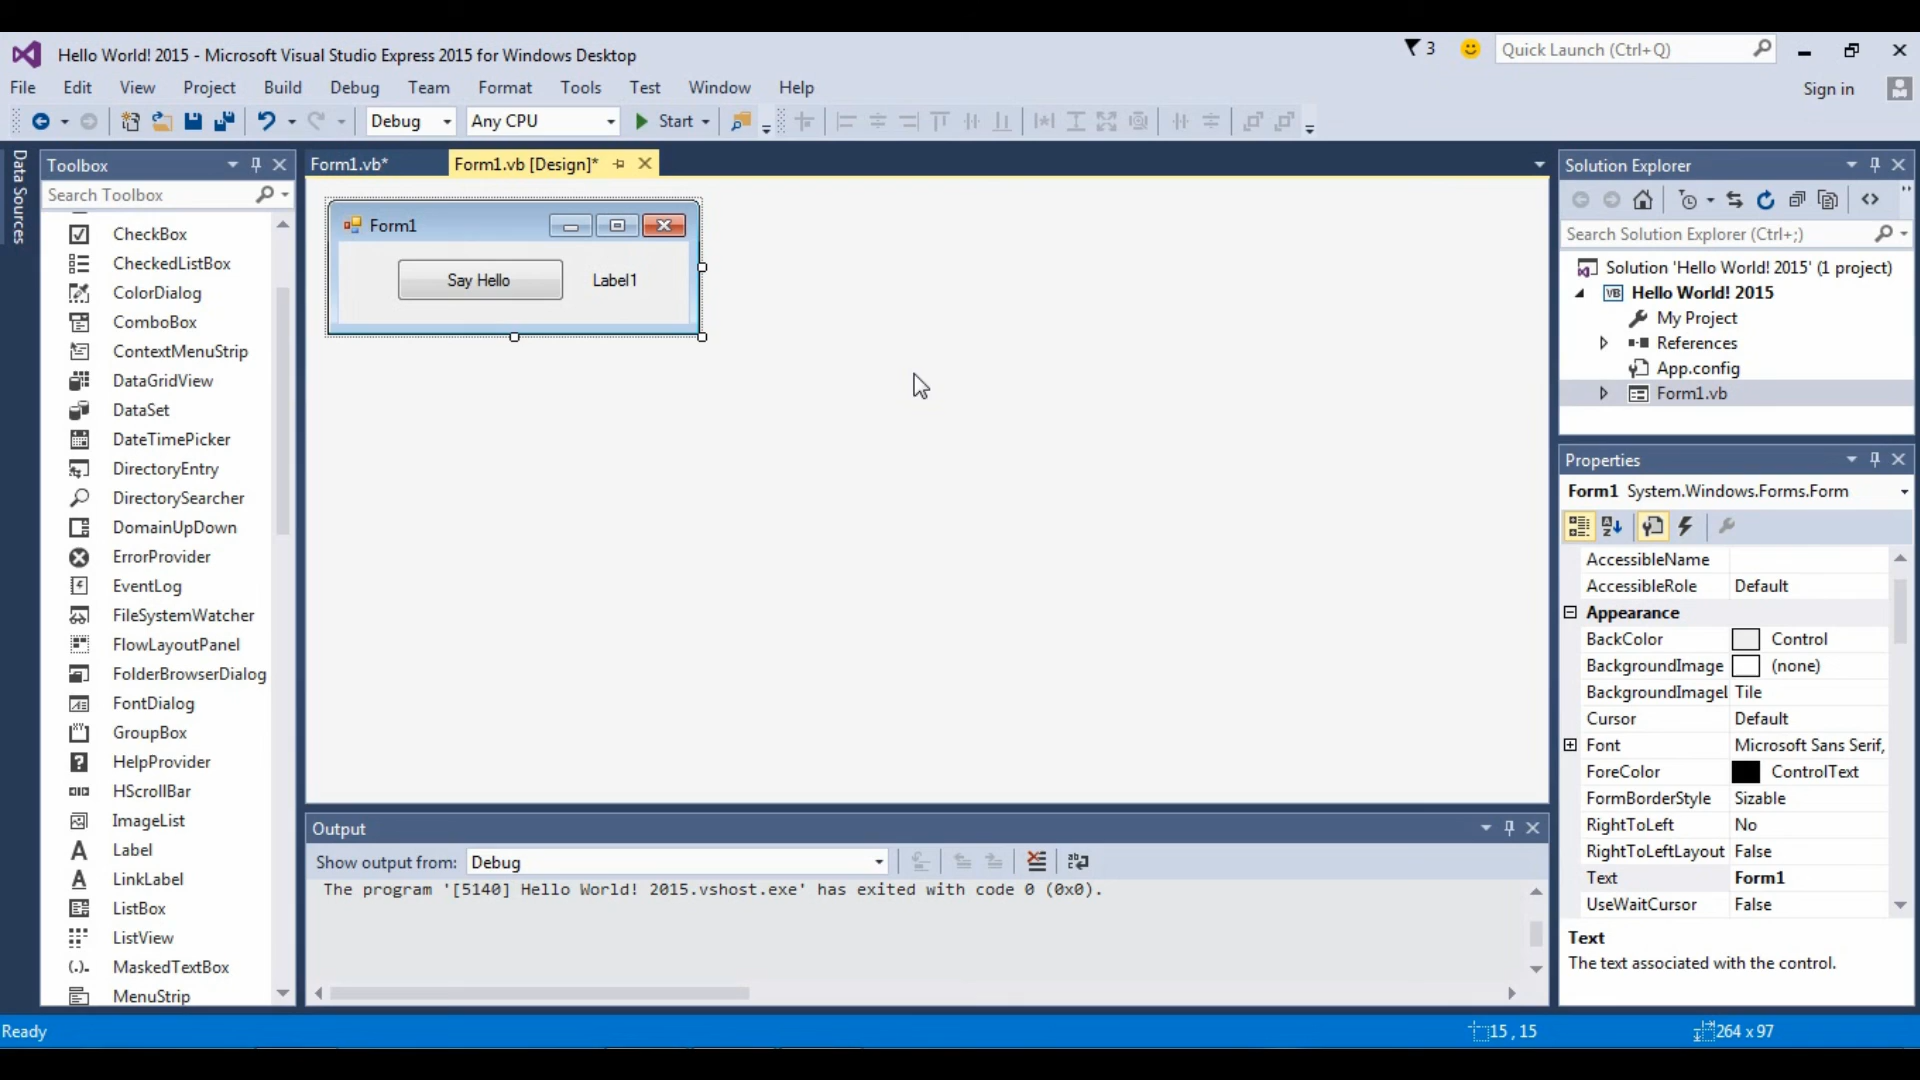 Hello World! 2015 - Microsoft Visual Studio Express 2015 for Windows Desktop
3
Quick Launch (Ctrl+Q)
File Edit View Project Build Debug Team Format Tools Test Window Help
Sign in
Debug
Any CPU
Start
Data Sources
Toolbox
Search Toolbox
CheckBox
CheckedListBox
ColorDialog
ComboBox
ContextMenuStrip
DataGridView
DataSet
DateTimePicker
DirectoryEntry
DirectorySearcher
DomainUpDown
ErrorProvider
EventLog
FileSystemWatcher
FlowLayoutPanel
FolderBrowserDialog
FontDialog
GroupBox
HelpProvider
HScrollBar
ImageList
Label
LinkLabel
ListBox
ListView
MaskedTextBox
MenuStrip
Form1.vb*
Form1.vb [Design]*
Form1
Say Hello
Label1
Output
Show output from: Debug
The program '[5140] Hello World! 2015.vshost.exe' has exited with code 0 (0x0).
Solution Explorer
Search Solution Explorer (Ctrl+;)
Solution 'Hello World! 2015' (1 project)
VB Hello World! 2015
My Project
References
App.config
Form1.vb
Properties
Form1 System.Windows.Forms.Form
AccessibleName
AccessibleRole Default
Appearance
BackColor Control
BackgroundImage (none)
BackgroundImagel Tile
Cursor Default
Font Microsoft Sans Serif,
ForeColor ControlText
FormBorderStyle Sizable
RightToLeft No
RightToLeftLayout False
Text Form1
UseWaitCursor False
Text
The text associated with the control.
Ready
15 , 15
264 x 97